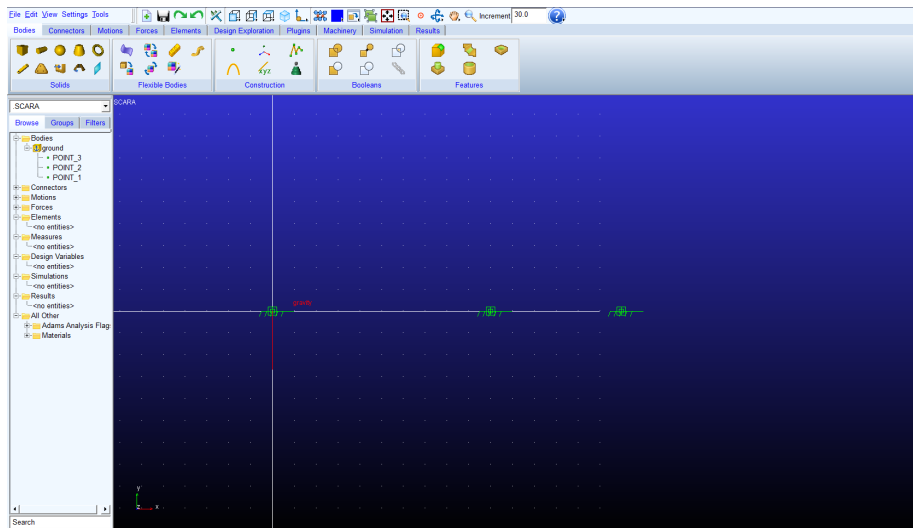 File Edit View Settings Tools
Increment 30.0
Bodies Connectors Motions Forces Elements Design Exploration Plugins Machinery Simulation Results
xyz
Solids Flexible Bodies Construction Booleans Features
SCARA
Browse Groups Filters
Bodies
ground
POINT_3
POINT_2
POINT_1
Connectors
Motions
Forces
Elements
<no entities>
Measures
<no entities>
Design Variables
<no entities>
Simulations
<no entities>
Results
<no entities>
All Other
Adams Analysis Flag
Materials
Search
SCARA
gravity
y
z x